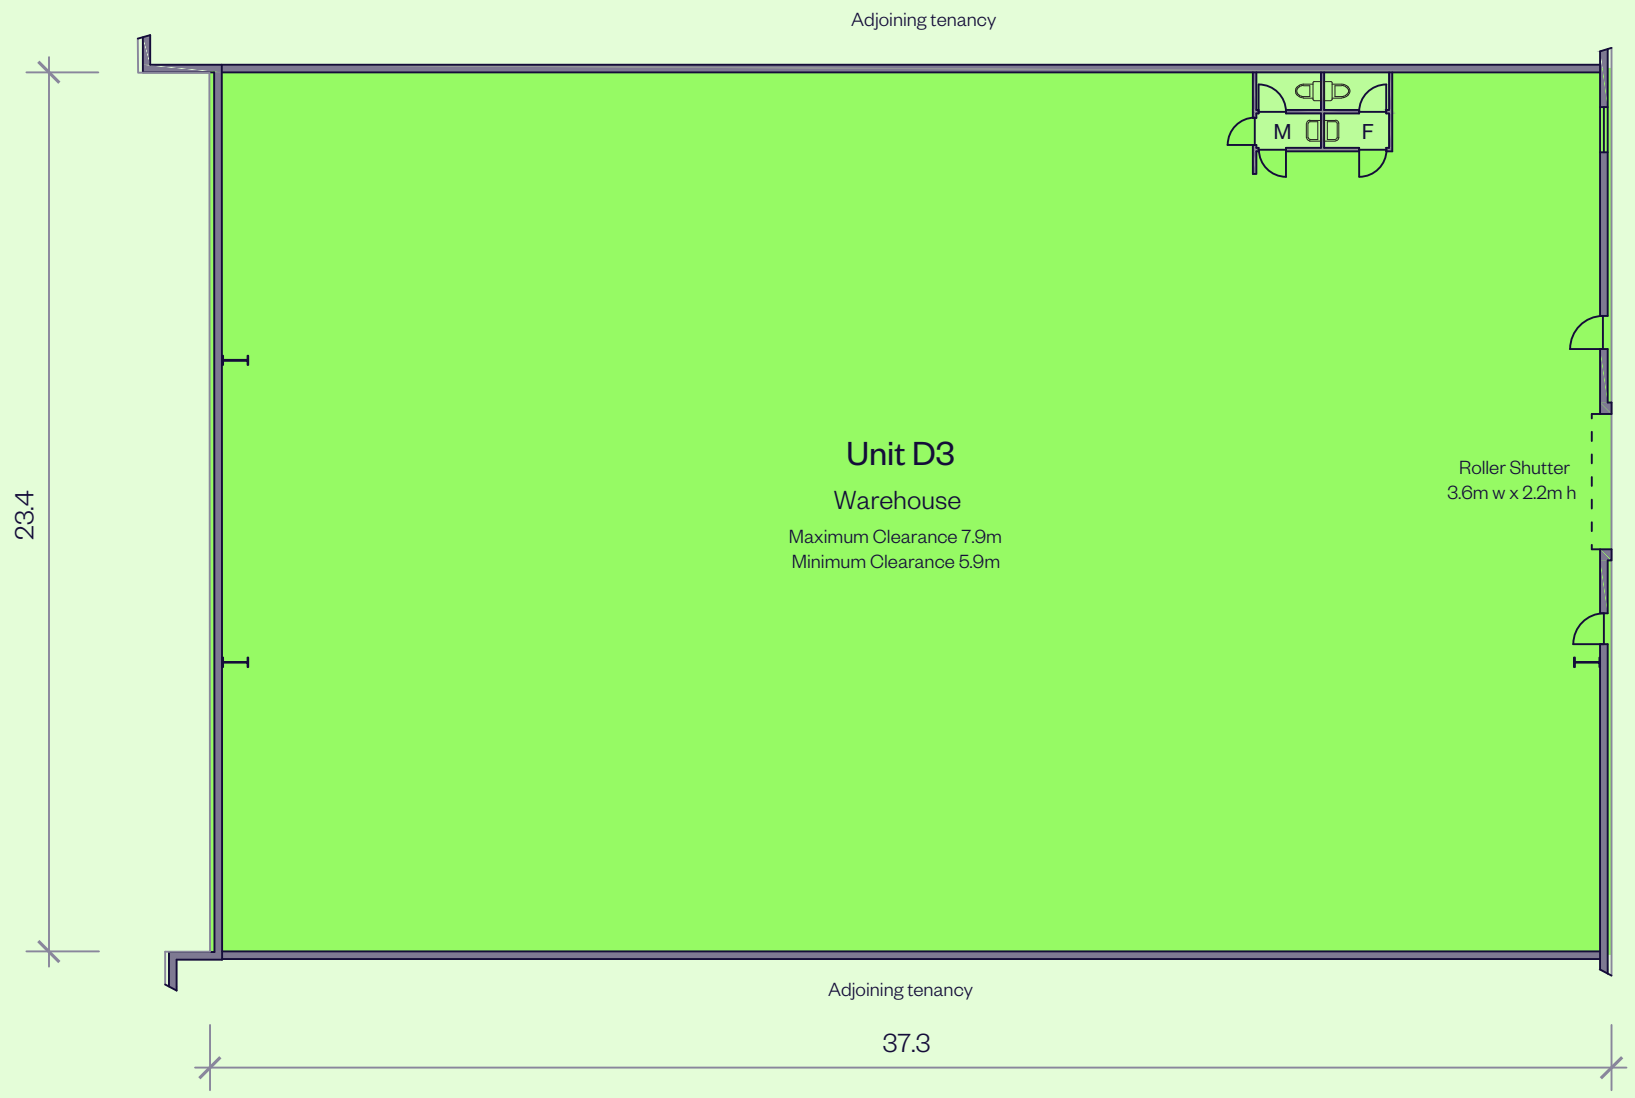 Adjoining tenancy
M
F
Unit D3
Warehouse
Maximum Clearance 7.9m
Minimum Clearance 5.9m
Roller Shutter
3.6m w x 2.2m h
23.4
Adjoining tenancy
37.3